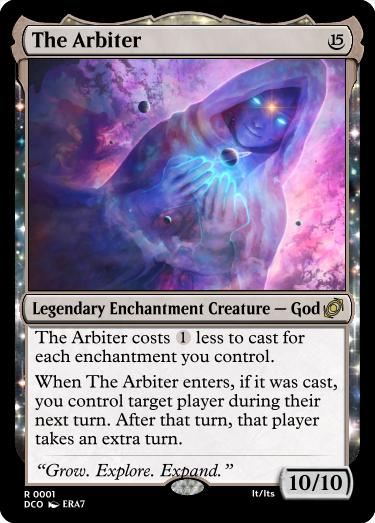 The Arbiter 15
Legendary Enchantment Creature — God
The Arbiter costs 1 less to cast for
each enchantment you control.
When The Arbiter enters, if it was cast,
you control target player during their
next turn. After that turn, that player
takes an extra turn.
“Grow. Explore. Expand.”
10/10
R 0001 It/Its
DCO ERA7